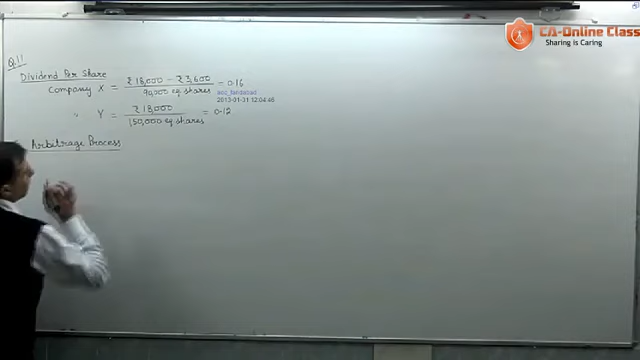 CA-Online Class
Sharing is Caring
Q.11
Dividend Per Share
Company X = ₹ 18,000 - ₹ 3,600 / 90,000 eq shares = 0.16
2013-01-31 12:04:46
" Y = ₹ 18,000 / 150,000 eq shares = 0.12
Arbitrage Process